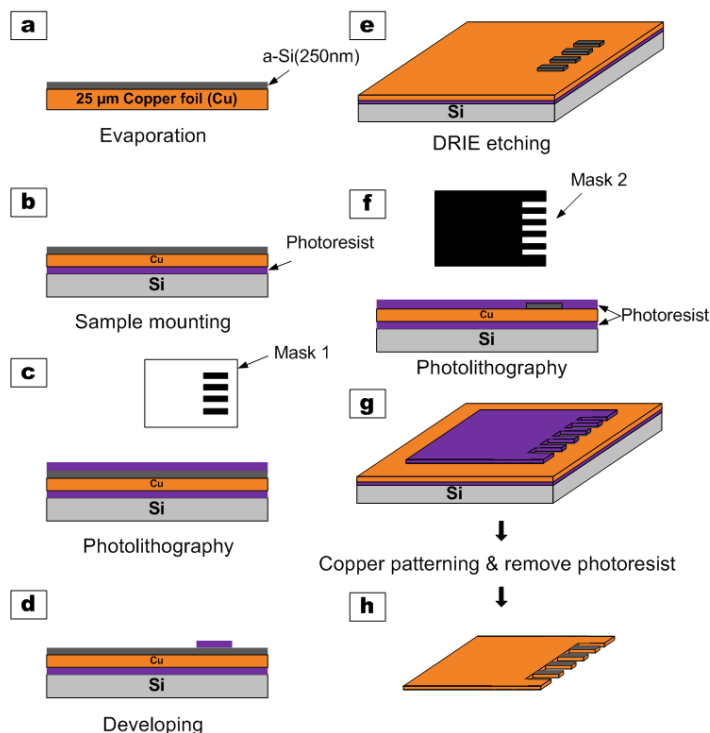 a
a-Si(250nm)
25 µm Copper foil (Cu)
Evaporation
b
Photoresist
Cu
Si
Sample mounting
c
Mask 1
Cu
Si
Photolithography
d
Cu
Si
Developing
e
Si
DRIE etching
f
Mask 2
Cu
Photoresist
Si
Photolithography
g
Si
Copper patterning & remove photoresist
h